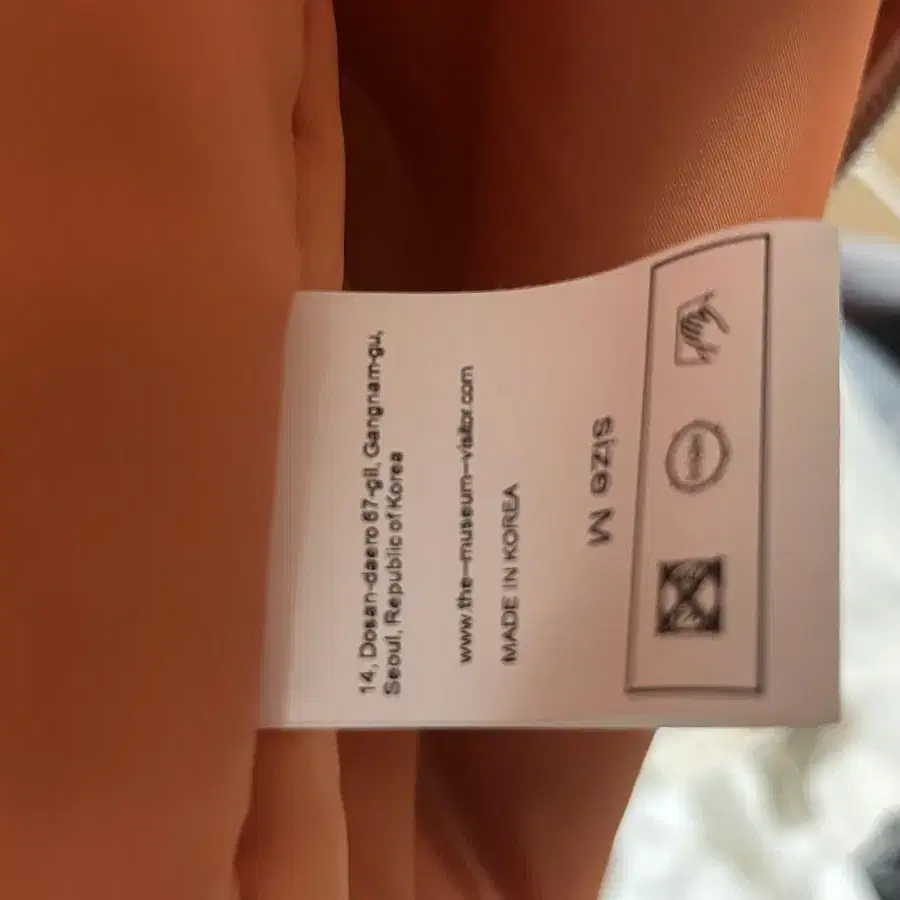 14, Dosan-daero 67-gil, Gangnam-gu,
Seoul, Republic of Korea
www.the-museum-visitor.com
MADE IN KOREA
size M